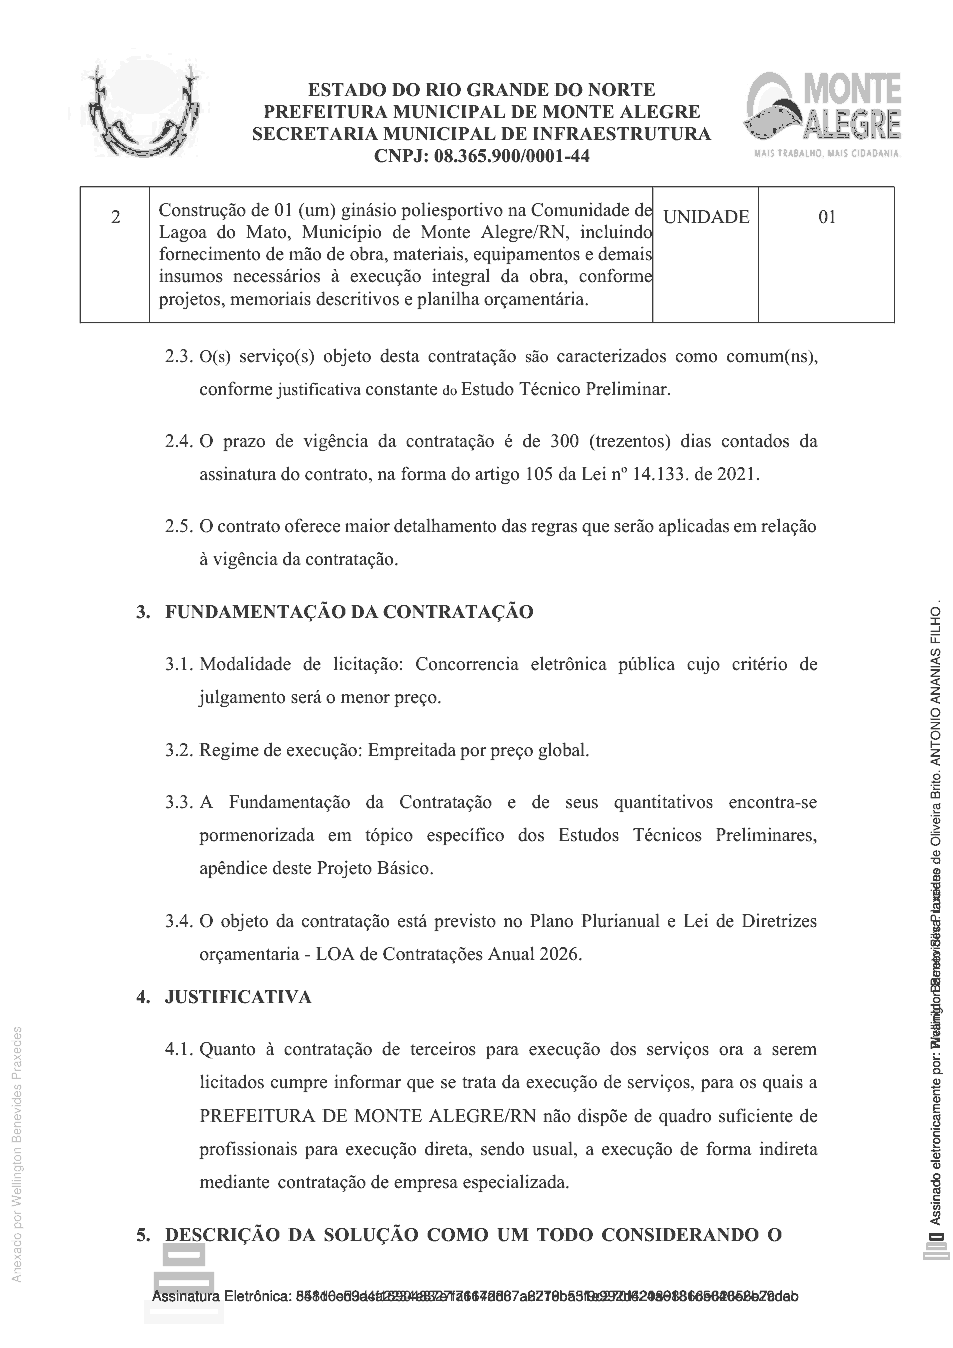 ESTADO DO RIO GRANDE DO NORTE
PREFEITURA MUNICIPAL DE MONTE ALEGRE
SECRETARIA MUNICIPAL DE INFRAESTRUTURA
CNPJ: 08.365.900/0001-44
MONTE
ALEGRE
MAIS TRABALHO, MAIS CIDADANIA
2 Construção de 01 (um) ginásio poliesportivo na Comunidade de UNIDADE 01
Lagoa do Mato, Município de Monte Alegre/RN, incluindo
fornecimento de mão de obra, materiais, equipamentos e demais
insumos necessários à execução integral da obra, conforme
projetos, memoriais descritivos e planilha orçamentária.
2.3. O(s) serviço(s) objeto desta contratação são caracterizados como comum(ns),
conforme justificativa constante do Estudo Técnico Preliminar.
2.4. O prazo de vigência da contratação é de 300 (trezentos) dias contados da
assinatura do contrato, na forma do artigo 105 da Lei nº 14.133. de 2021.
2.5. O contrato oferece maior detalhamento das regras que serão aplicadas em relação
à vigência da contratação.
3. FUNDAMENTAÇÃO DA CONTRATAÇÃO
3.1. Modalidade de licitação: Concorrencia eletrônica pública cujo critério de
julgamento será o menor preço.
3.2. Regime de execução: Empreitada por preço global.
3.3. A Fundamentação da Contratação e de seus quantitativos encontra-se
pormenorizada em tópico específico dos Estudos Técnicos Preliminares,
apêndice deste Projeto Básico.
3.4. O objeto da contratação está previsto no Plano Plurianual e Lei de Diretrizes
orçamentaria - LOA de Contratações Anual 2026.
4. JUSTIFICATIVA
4.1. Quanto à contratação de terceiros para execução dos serviços ora a serem
licitados cumpre informar que se trata da execução de serviços, para os quais a
PREFEITURA DE MONTE ALEGRE/RN não dispõe de quadro suficiente de
profissionais para execução direta, sendo usual, a execução de forma indireta
mediante contratação de empresa especializada.
5. DESCRIÇÃO DA SOLUÇÃO COMO UM TODO CONSIDERANDO O
Assinatura Eletrônica:
Anexado por Wellington Benevides Praxedes
Assinado eletronicamente por: de Oliveira Brito. ANTONIO ANANIAS FILHO.